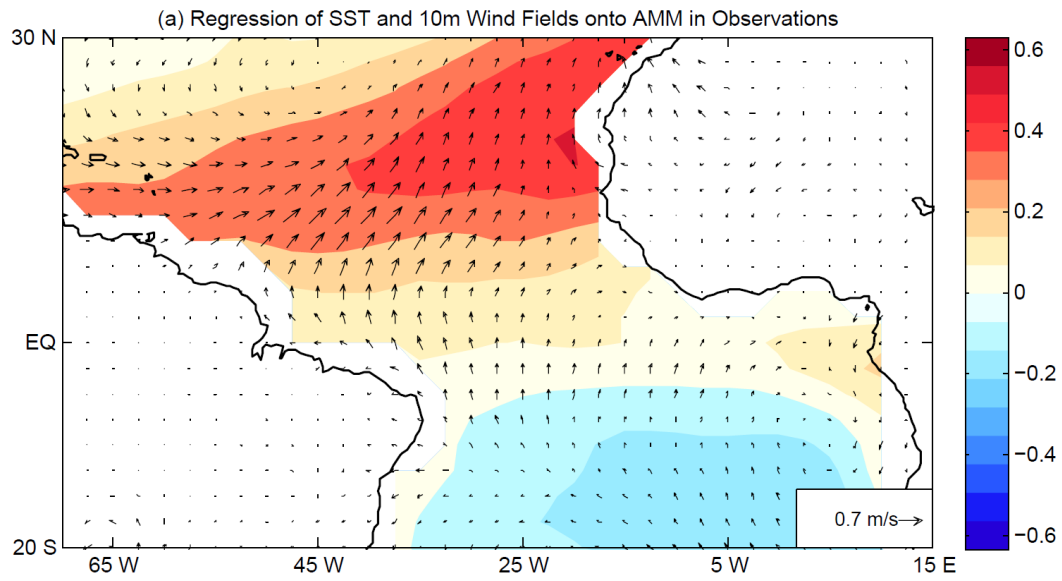 (a) Regression of SST and 10m Wind Fields onto AMM in Observations
30 N
EQ
20 S
65 W
45 W
25 W
5 W
15 E
0.7 m/s
0.6
0.4
0.2
0
−0.2
−0.4
−0.6